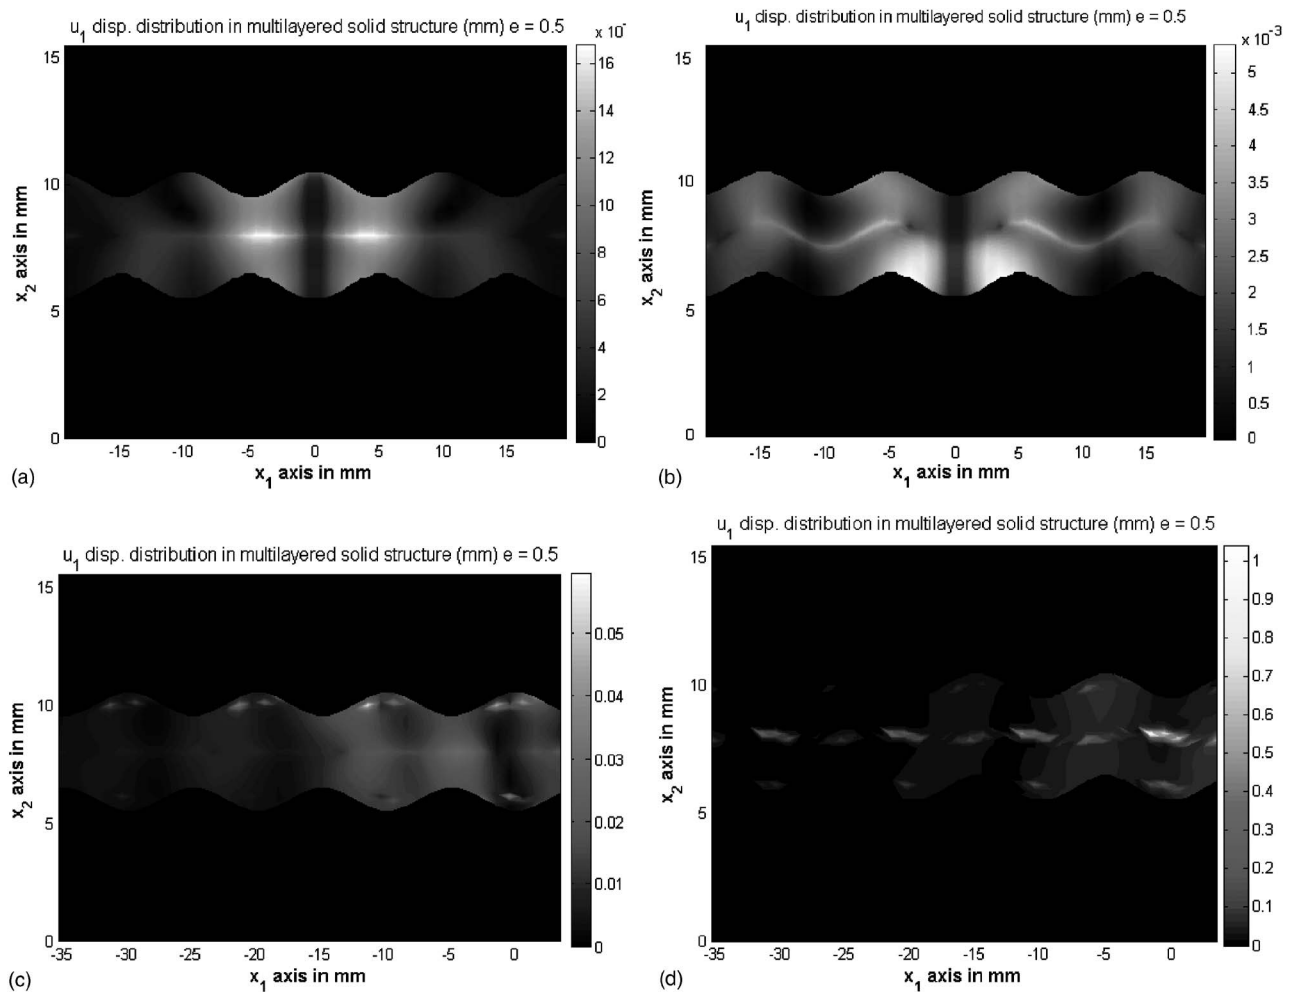 u1 disp. distribution in multilayered solid structure (mm) e = 0.5
x 10-
15
10
5
0
x2 axis in mm
-15 -10 -5 0 5 10 15
x1 axis in mm
16
14
12
10
8
6
4
2
0
(a)
u1 disp. distribution in multilayered solid structure (mm) e = 0.5
x 10-3
15
10
5
0
x2 axis in mm
-15 -10 -5 0 5 10 15
x1 axis in mm
5
4.5
4
3.5
3
2.5
2
1.5
1
0.5
0
(b)
u1 disp. distribution in multilayered solid structure (mm) e = 0.5
15
10
5
0
x2 axis in mm
-35 -30 -25 -20 -15 -10 -5 0
x1 axis in mm
0.05
0.04
0.03
0.02
0.01
0
(c)
u1 disp. distribution in multilayered solid structure (mm) e = 0.5
15
10
5
0
x2 axis in mm
-35 -30 -25 -20 -15 -10 -5 0
x1 axis in mm
1
0.9
0.8
0.7
0.6
0.5
0.4
0.3
0.2
0.1
0
(d)